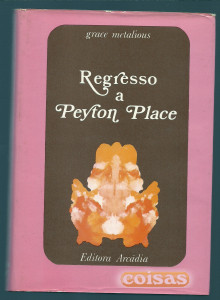 grace metalious
Regresso
a
Peyton Place
Editora Arcádia
coisas